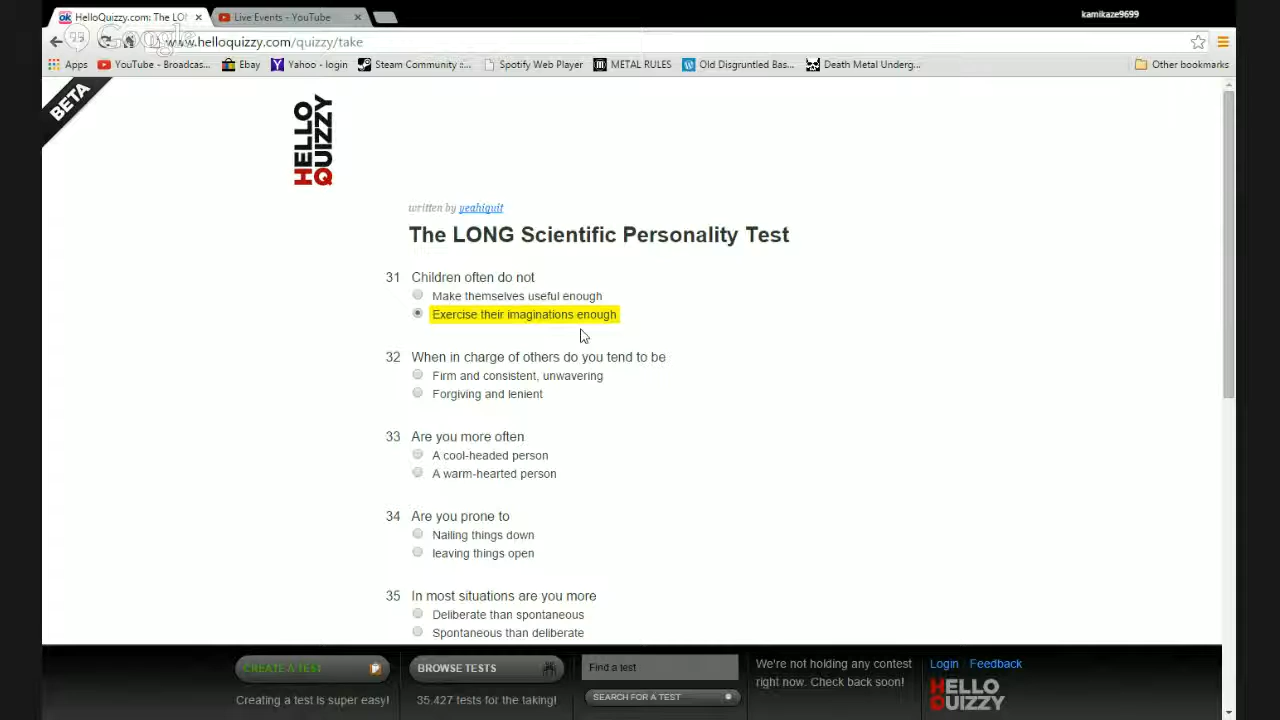 HelloQuizzy.com: The LON
Live Events - YouTube
kamikaze9699
Google
www.helloquizzy.com/quizzy/take
Apps
YouTube - Broadcas...
Ebay
Yahoo - login
Steam Community :...
Spotify Web Player
METAL RULES
Old Disgruntled Bas...
Death Metal Underg...
Other bookmarks
BETA
HELLO
QUIZZY
written by yeahiquit
The LONG Scientific Personality Test
31 Children often do not
Make themselves useful enough
Exercise their imaginations enough
32 When in charge of others do you tend to be
Firm and consistent, unwavering
Forgiving and lenient
33 Are you more often
A cool-headed person
A warm-hearted person
34 Are you prone to
Nailing things down
leaving things open
35 In most situations are you more
Deliberate than spontaneous
Spontaneous than deliberate
CREATE A TEST
Creating a test is super easy!
BROWSE TESTS
35,427 tests for the taking!
Find a test
SEARCH FOR A TEST
We're not holding any contest
right now. Check back soon!
Login
Feedback
HELLO
QUIZZY